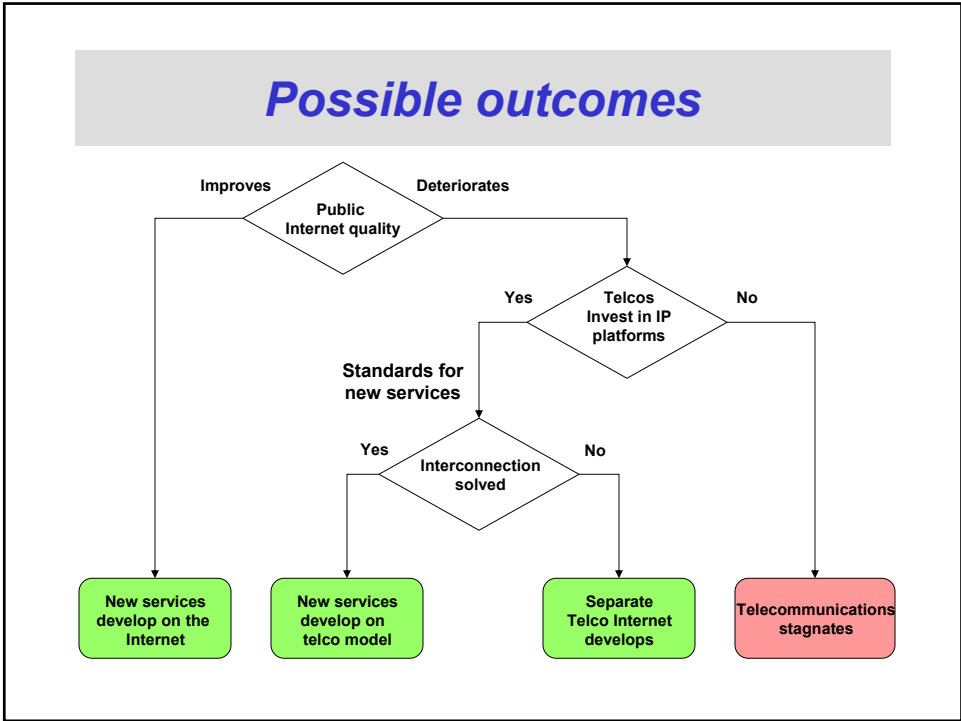 Possible outcomes
Improves
Deteriorates
Public
Internet quality
Yes
Telcos
Invest in IP
platforms
No
Standards for
new services
Yes
Interconnection
solved
No
New services
develop on the
Internet
New services
develop on
telco model
Separate
Telco Internet
develops
Telecommunications
stagnates